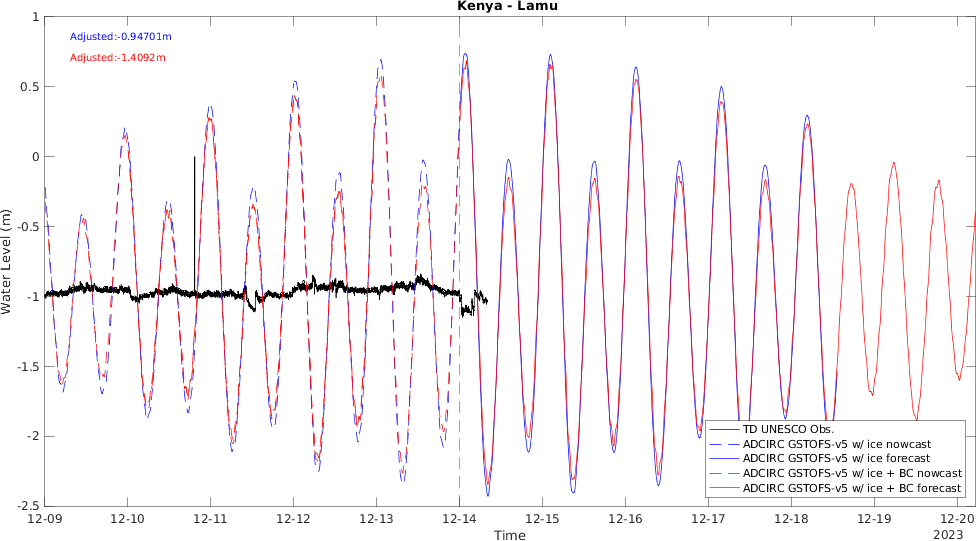 Kenya - Lamu
Adjusted:-0.94701m
Adjusted:-1.4092m
Water Level (m)
1
0.5
0
-0.5
-1
-1.5
-2
-2.5
TD UNESCO Obs.
ADCIRC GSTOFS-v5 w/ ice nowcast
ADCIRC GSTOFS-v5 w/ ice forecast
ADCIRC GSTOFS-v5 w/ ice + BC nowcast
ADCIRC GSTOFS-v5 w/ ice + BC forecast
12-09 12-10 12-11 12-12 12-13 12-14 12-15 12-16 12-17 12-18 12-19 12-20
Time
2023